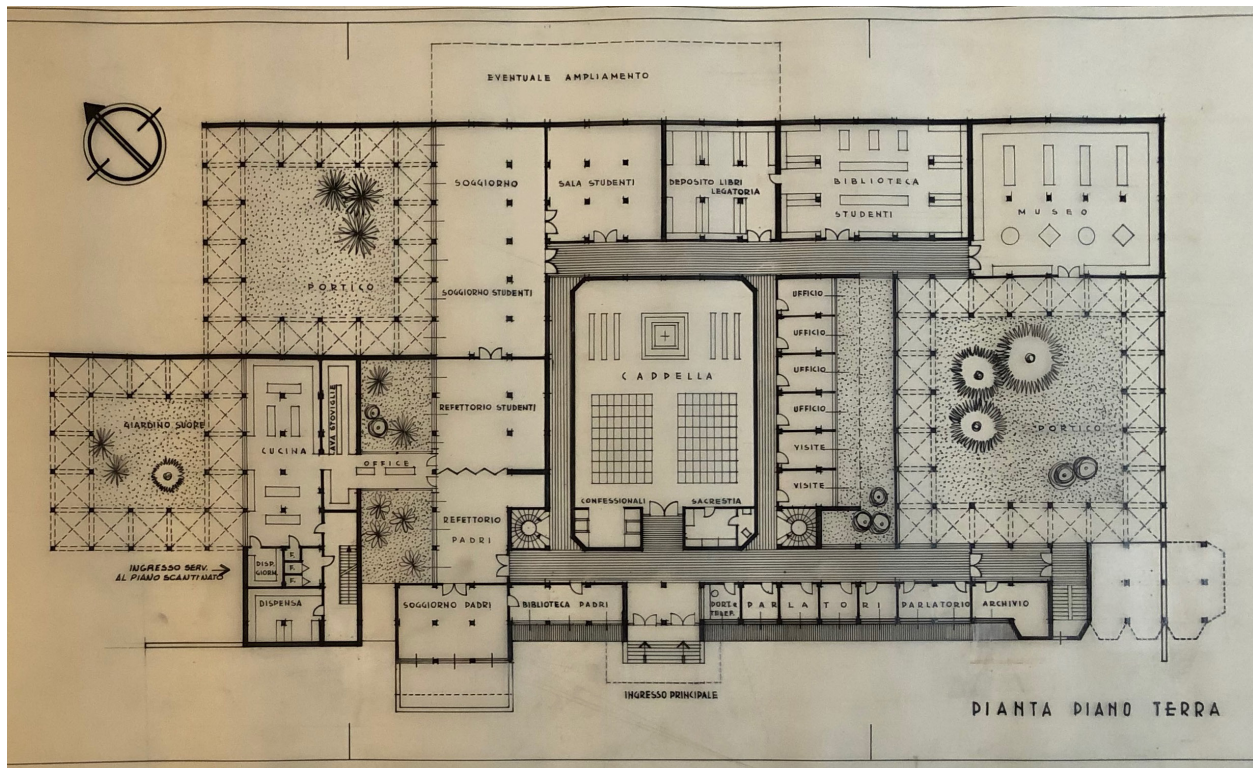 EVENTUALE AMPLIAMENTO
SOGGIORNO
SALA STUDENTI
DEPOSITO LIBRI
LEGATORIA
BIBLIOTECA
STUDENTI
MUSEO
PORTICO
SOGGIORNO STUDENTI
UFFICIO
UFFICIO
UFFICIO
UFFICIO
VISITE
VISITE
CAPPELLA
PORTICO
GIARDINO SUORE
CUCINA
LAVA STOVIGLIE
REFETTORIO STUDENTI
OFFICE
CONFESSIONALI
SACRESTIA
REFETTORIO
PADRI
INGRESSO SERV.
AL PIANO SCANTINATO
DISP.
GIORN.
F.
F.
F.
DISPENSA
SOGGIORNO PADRI
BIBLIOTECA PADRI
PORT. e
TELEF.
PARLATORI
PARLATORIO
ARCHIVIO
INGRESSO PRINCIPALE
PIANTA PIANO TERRA